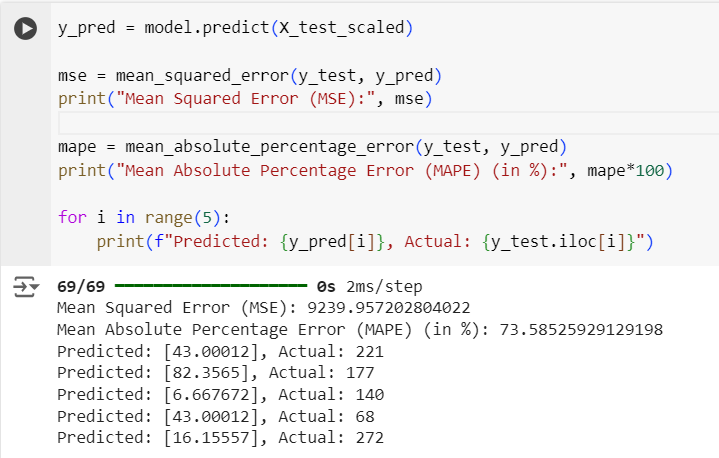 y_pred = model.predict(X_test_scaled)
mse = mean_squared_error(y_test, y_pred)
print("Mean Squared Error (MSE):", mse)
mape = mean_absolute_percentage_error(y_test, y_pred)
print("Mean Absolute Percentage Error (MAPE) (in %):", mape*100)
for i in range(5):
    print(f"Predicted: {y_pred[i]}, Actual: {y_test.iloc[i]}")
69/69 ━━━━━━━━━━━━━━━━━━━━ 0s 2ms/step
Mean Squared Error (MSE): 9239.957202804022
Mean Absolute Percentage Error (MAPE) (in %): 73.58525929129198
Predicted: [43.00012], Actual: 221
Predicted: [82.3565], Actual: 177
Predicted: [6.667672], Actual: 140
Predicted: [43.00012], Actual: 68
Predicted: [16.15557], Actual: 272